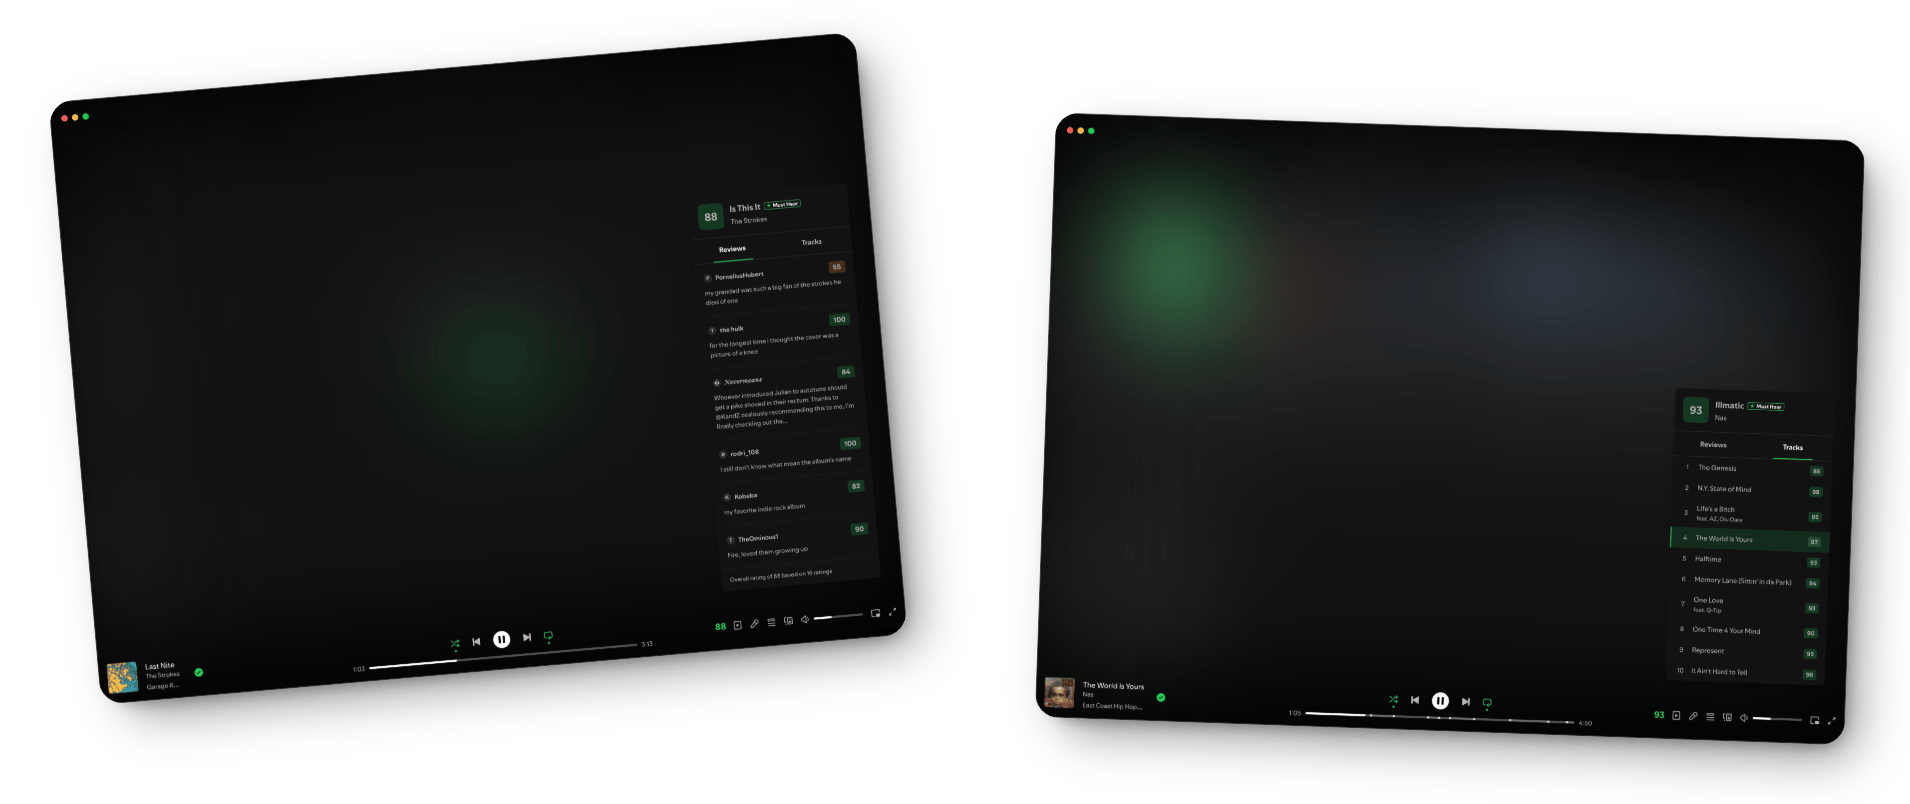 88
Is This It
Must Hear
The Strokes
Reviews
Tracks
P
PorneliusHubert
55
my grandad was such a big fan of the strokes he
died of one
T
the hulk
100
for the longest time i thought the cover was a
picture of a knee
Nevermeans
84
Whoever introduced Julian to autotune should
get a pike shoved in their rectum. Thanks to
@KandZ zealously recommending this to me, I'm
finally checking out the...
R
rodri_108
100
i still don't know what mean the album's name
K
Kobeba
82
my favorite indie rock album
T
TheOminous1
90
Fire, loved them growing up
Overall rating of 88 based on 16 ratings
Last Nite
The Strokes
Garage R...
1:03
3:13
88
93
Illmatic
Must Hear
Nas
Reviews
Tracks
1 The Genesis 85
2 N.Y. State of Mind 98
3 Life's a Bitch 95
feat. AZ, Olu Dara
4 The World Is Yours 97
5 Halftime 93
6 Memory Lane (Sittin' in da Park) 94
7 One Love 93
feat. Q-Tip
8 One Time 4 Your Mind 90
9 Represent 93
10 It Ain't Hard to Tell 96
The World Is Yours
Nas
East Coast Hip Hop...
1:05
4:50
93